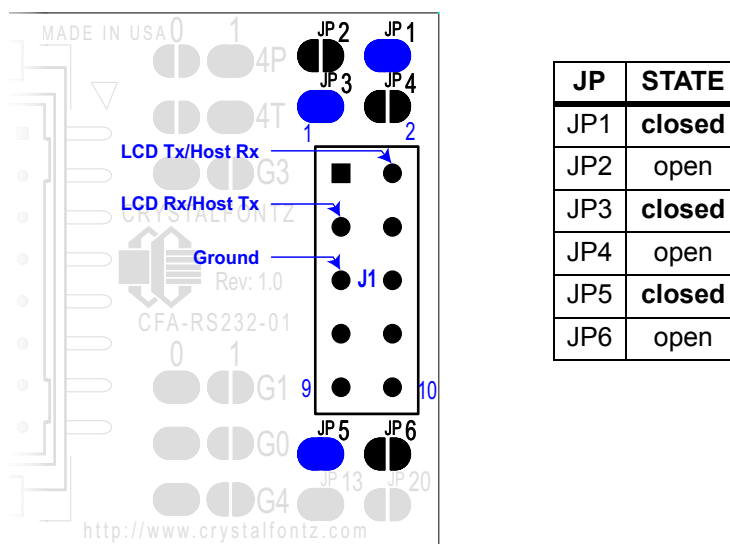 MADE IN USA 0 1
JP2 JP1
4P
JP3 JP4
4T
1 2
LCD Tx/Host Rx
G3
LCD Rx/Host Tx
CRYSTALFONTZ
Ground
Rev: 1.0
J1
CFA-RS232-01
0 1
G1
9 10
JP5 JP6
G0
JP13 JP20
G4
http://www.crystalfontz.com
JP STATE
JP1 closed
JP2 open
JP3 closed
JP4 open
JP5 closed
JP6 open